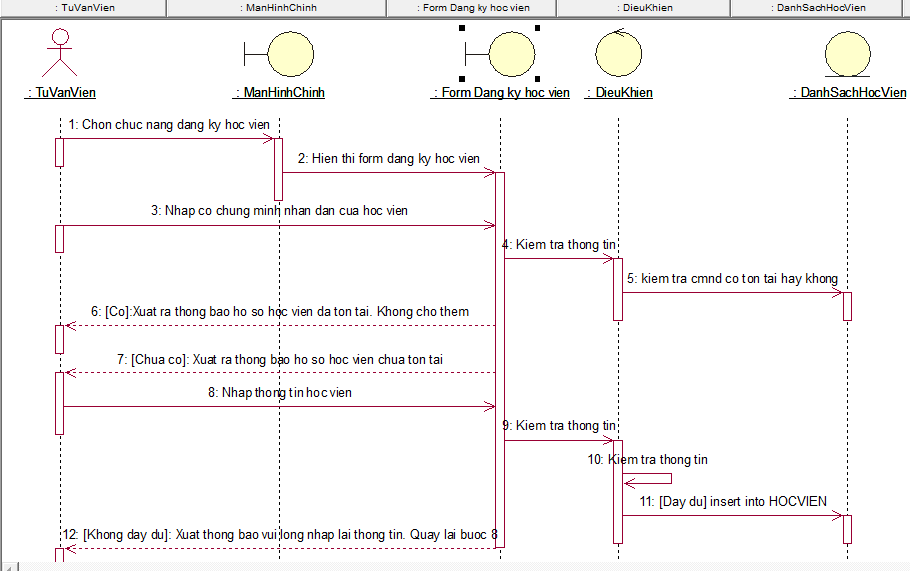 : TuVanVien
: ManHinhChinh
: Form Dang ky hoc vien
: DieuKhien
: DanhSachHocVien
: TuVanVien
: ManHinhChinh
: Form Dang ky hoc vien
: DieuKhien
: DanhSachHocVien
1: Chon chuc nang dang ky hoc vien
2: Hien thi form dang ky hoc vien
3: Nhap co chung minh nhan dan cua hoc vien
4: Kiem tra thong tin
5: kiem tra cmnd co ton tai hay khong
6: [Co]:Xuat ra thong bao ho so hoc vien da ton tai. Khong cho them
7: [Chua co]: Xuat ra thong bao ho so hoc vien chua ton tai
8: Nhap thong tin hoc vien
9: Kiem tra thong tin
10: Kiem tra thong tin
11: [Day du] insert into HOCVIEN
12: [Khong day du]: Xuat thong bao vui long nhap lai thong tin. Quay lai buoc 8